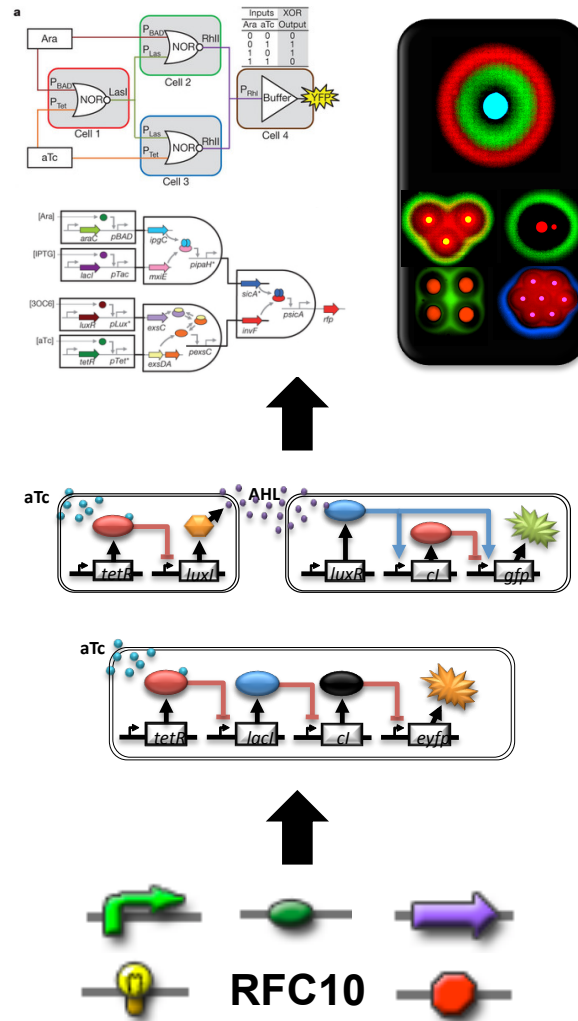 a
Inputs XOR
Ara aTc Output
0 0 0
0 1 1
1 0 1
1 1 0
Ara
P_BAD
NOR
RhII
P_Las
Cell 2
P_BAD
NOR
LasI
P_Tet
Cell 1
P_RhI
Buffer
YFP
Cell 4
aTc
P_Las
NOR
RhII
P_Tet
Cell 3
[Ara]
araC pBAD
ipgC
[IPTG]
lacI pTac
mxiE
pipaH*
[3OC6]
luxR pLux*
exsC
[aTc]
tetR pTet*
exsDA
pexsC
sicA*
invF
psicA
rfp
aTc
AHL
tetR luxI
luxR cI gfp
aTc
tetR lacI cI eyfp
RFC10